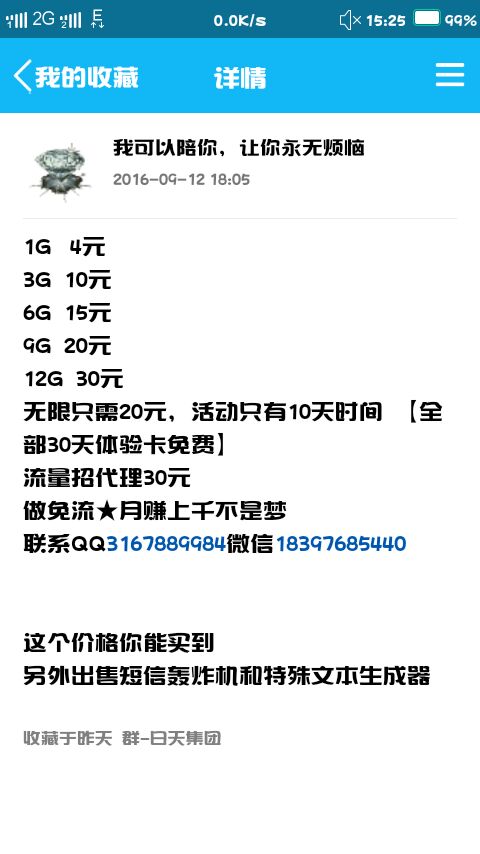 2G E 0.0K/s 15:25 99%
我的收藏 详情
我可以陪你，让你永无烦恼
2016-09-12 18:05
1G 4元
3G 10元
6G 15元
9G 20元
12G 30元
无限只需20元，活动只有10天时间 【全
部30天体验卡免费】
流量招代理30元
做免流★月赚上千不是梦
联系QQ3167889984微信18397685440
这个价格你能买到
另外出售短信轰炸机和特殊文本生成器
收藏于昨天 群-日天集团